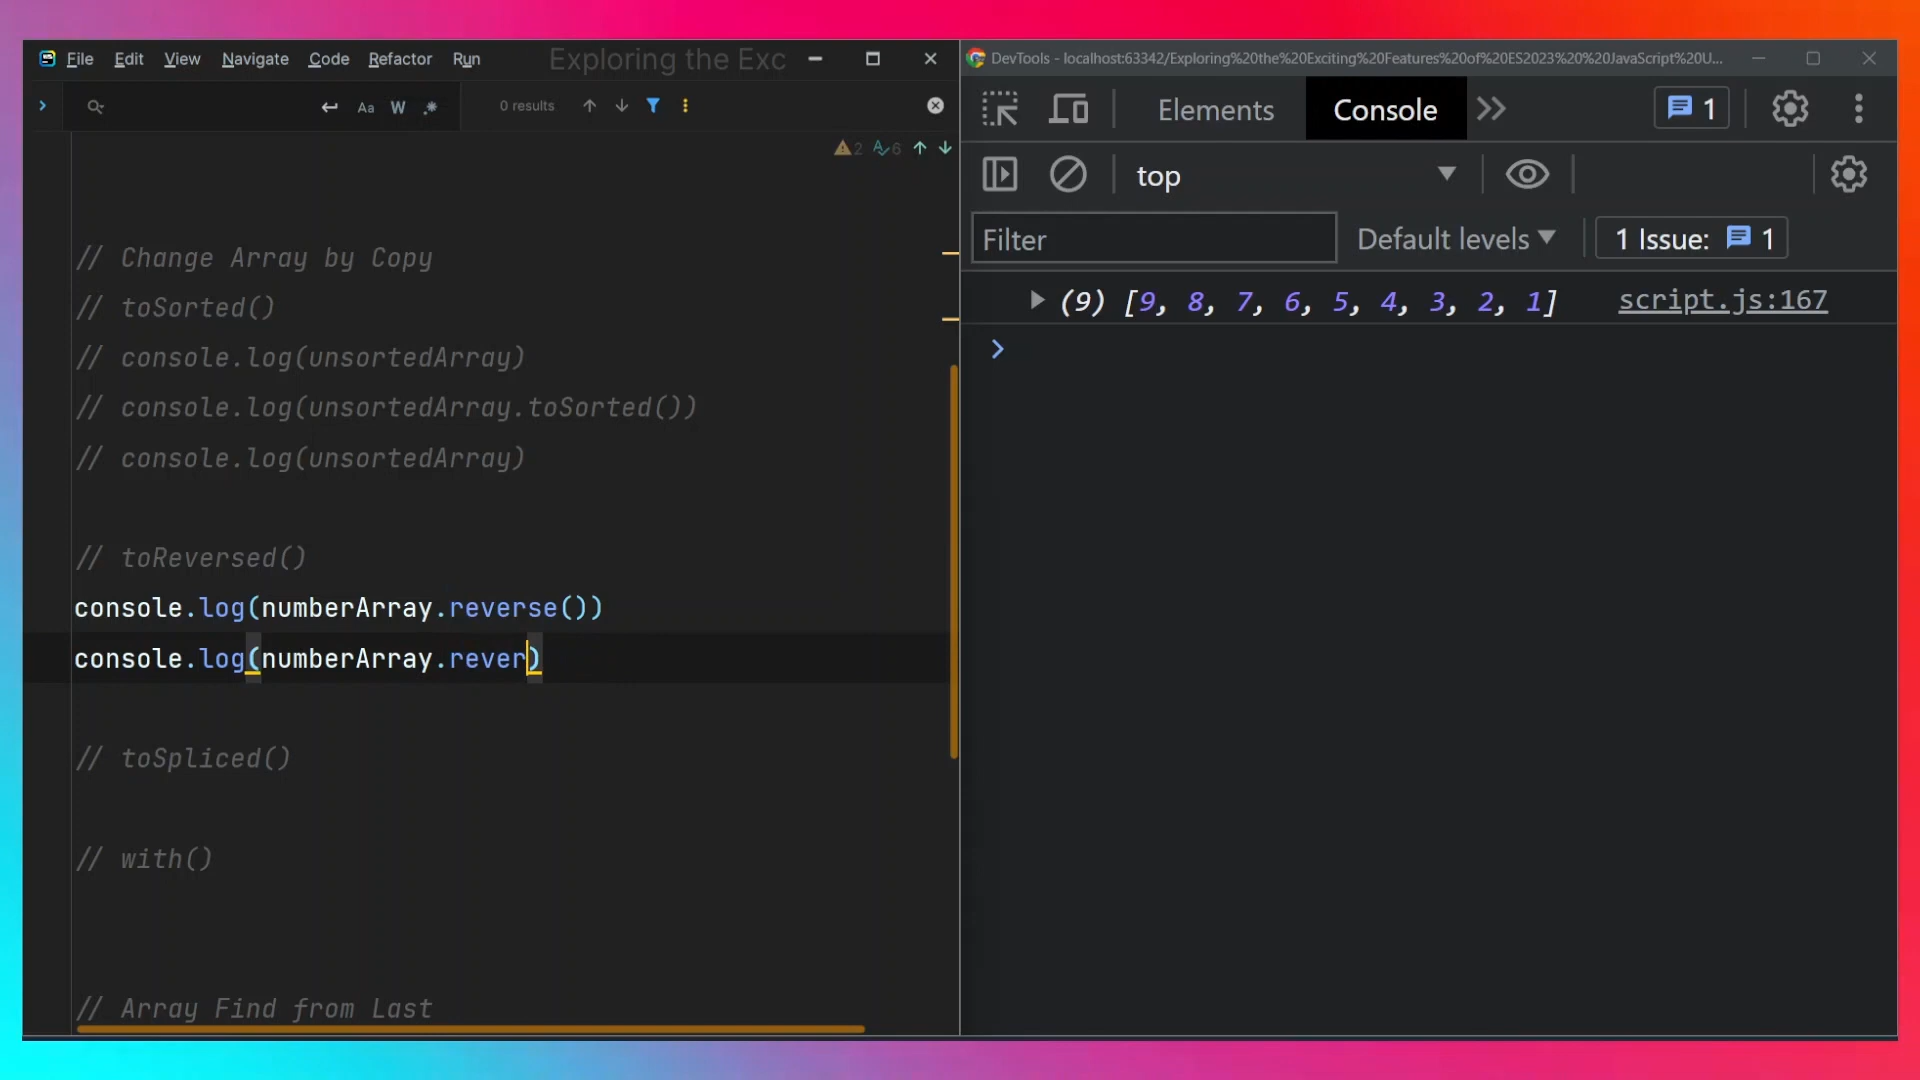 File Edit View Navigate Code Refactor Run Exploring the Exc
Aa W .* 0 results
2 6
// Change Array by Copy
// toSorted()
// console.log(unsortedArray)
// console.log(unsortedArray.toSorted())
// console.log(unsortedArray)
// toReversed()
console.log(numberArray.reverse())
console.log(numberArray.rever)
// toSpliced()
// with()
// Array Find from Last
DevTools - localhost:63342/Exploring%20the%20Exciting%20Features%20of%20ES2023%20%20JavaScript%20U...
Elements Console 1
top
Filter Default levels 1 Issue: 1
(9) [9, 8, 7, 6, 5, 4, 3, 2, 1] script.js:167